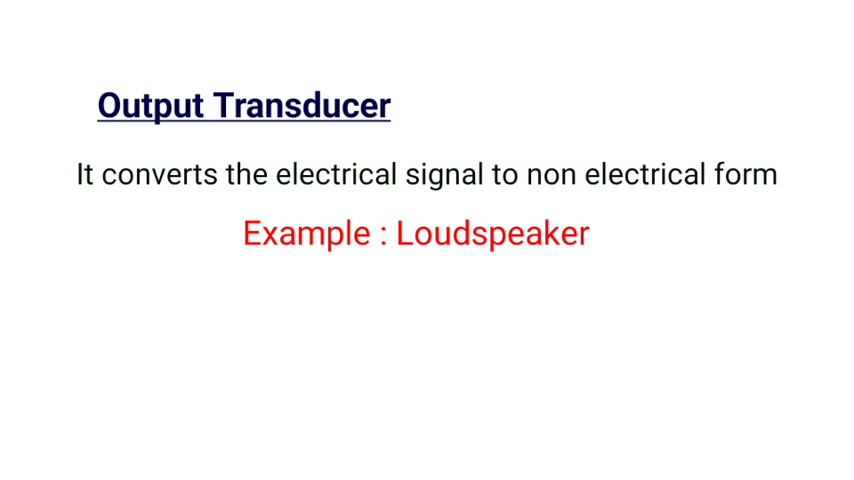 Output Transducer
It converts the electrical signal to non electrical form
Example : Loudspeaker